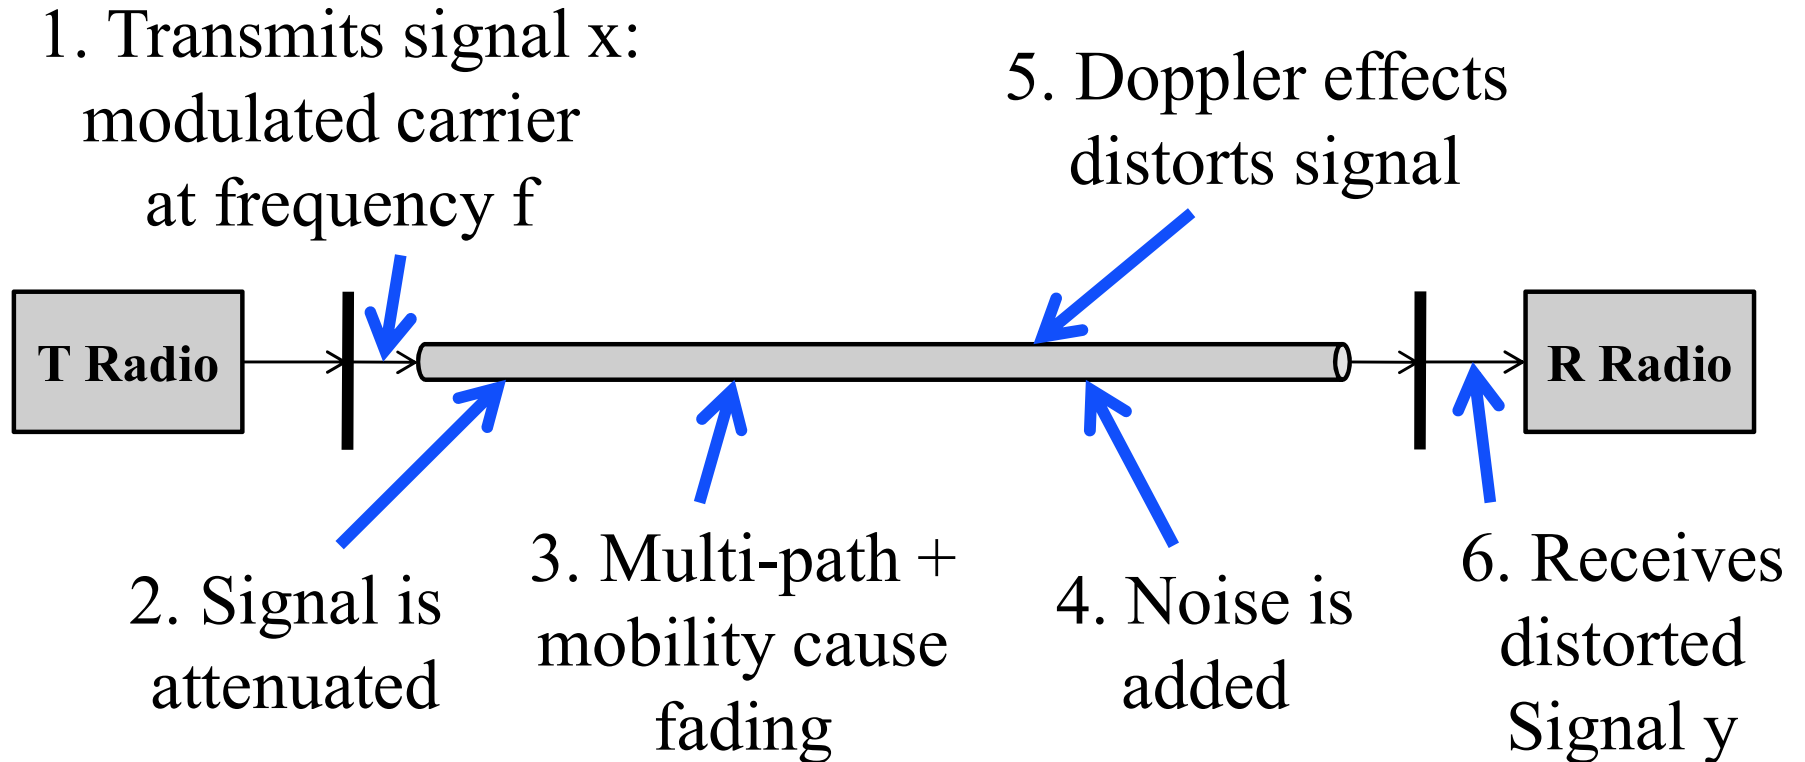 1. Transmits signal x:
modulated carrier
at frequency f
5. Doppler effects
distorts signal
T Radio
R Radio
2. Signal is
attenuated
3. Multi-path +
mobility cause
fading
4. Noise is
added
6. Receives
distorted
Signal y